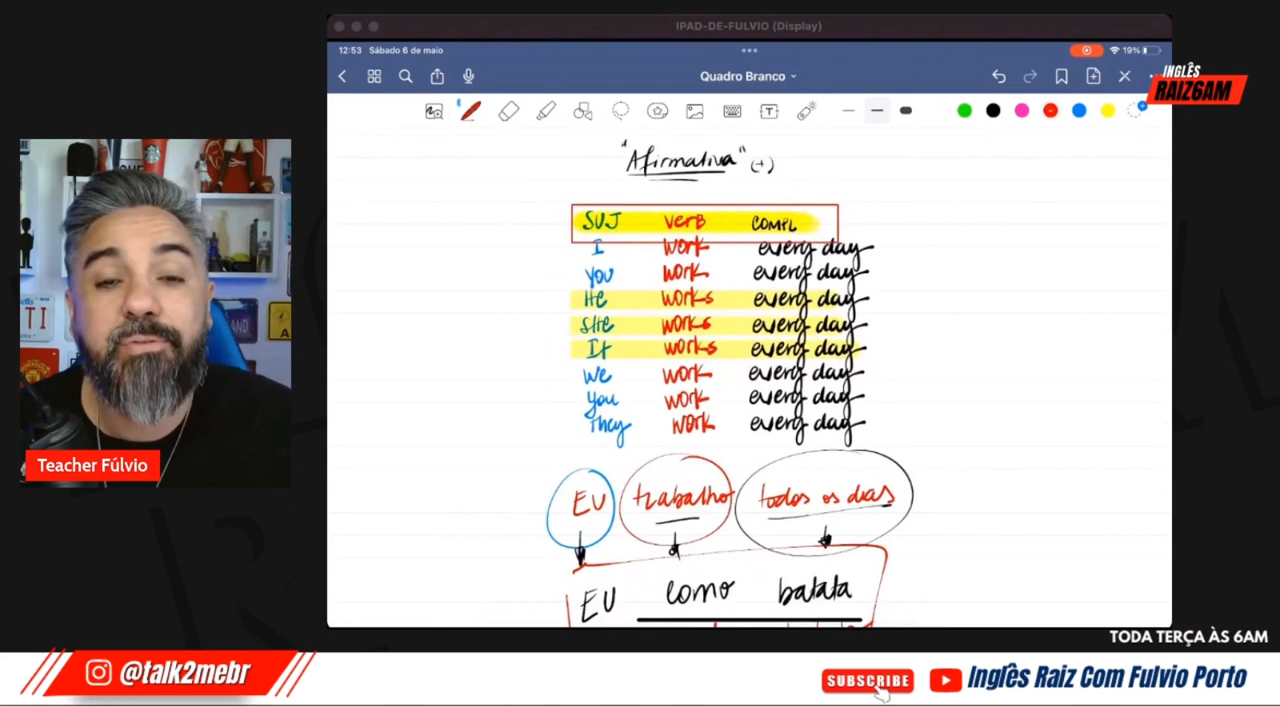 IPAD-DE-FULVIO (Display)
12:53 Sábado 6 de maio
19%
Quadro Branco
INGLÊS
RAIZ6AM
"Afirmativa" (+)
SUJ verb COMPL
I work every day
you work every day
He works every day
SHe works every day
It works every day
we work every day
you work every day
they work every day
EU trabalho todos os dias
EU como batata
TI
Teacher Fúlvio
TODA TERÇA ÀS 6AM
@talk2mebr
SUBSCRIBE
Inglês Raiz Com Fulvio Porto